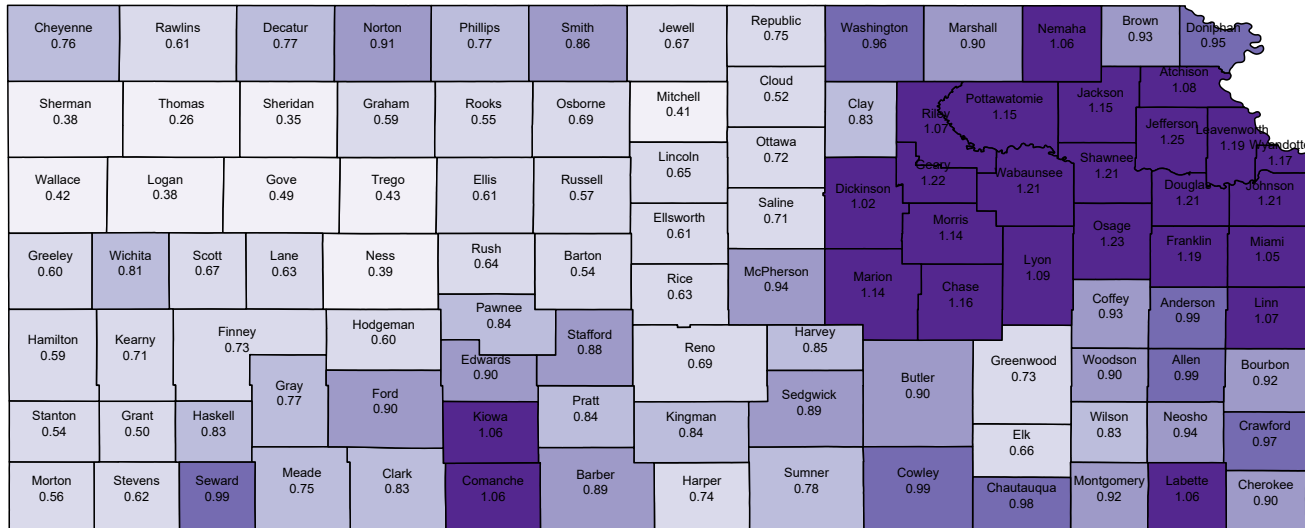 Cheyenne
0.76
Rawlins
0.61
Decatur
0.77
Norton
0.91
Phillips
0.77
Smith
0.86
Jewell
0.67
Republic
0.75
Washington
0.96
Marshall
0.90
Nemaha
1.06
Brown
0.93
Doniphan
0.95
Sherman
0.38
Thomas
0.26
Sheridan
0.35
Graham
0.59
Rooks
0.55
Osborne
0.69
Mitchell
0.41
Cloud
0.52
Clay
0.83
Riley
1.07
Pottawatomie
1.15
Jackson
1.15
Atchison
1.08
Jefferson
1.25
Leavenworth
1.19
Wyandotte
1.17
Ottawa
0.72
Lincoln
0.65
Wallace
0.42
Logan
0.38
Gove
0.49
Trego
0.43
Ellis
0.61
Russell
0.57
Saline
0.71
Dickinson
1.02
Geary
1.22
Wabaunsee
1.21
Shawnee
1.21
Douglas
1.21
Johnson
1.21
Ellsworth
0.61
Morris
1.14
Osage
1.23
Franklin
1.19
Miami
1.05
Greeley
0.60
Wichita
0.81
Scott
0.67
Lane
0.63
Ness
0.39
Rush
0.64
Barton
0.54
Rice
0.63
McPherson
0.94
Marion
1.14
Chase
1.16
Lyon
1.09
Coffey
0.93
Anderson
0.99
Linn
1.07
Hamilton
0.59
Kearny
0.71
Finney
0.73
Hodgeman
0.60
Pawnee
0.84
Stafford
0.88
Edwards
0.90
Reno
0.69
Harvey
0.85
Butler
0.90
Greenwood
0.73
Woodson
0.90
Allen
0.99
Bourbon
0.92
Gray
0.77
Ford
0.90
Sedgwick
0.89
Stanton
0.54
Grant
0.50
Haskell
0.83
Kiowa
1.06
Pratt
0.84
Kingman
0.84
Elk
0.66
Wilson
0.83
Neosho
0.94
Crawford
0.97
Morton
0.56
Stevens
0.62
Seward
0.99
Meade
0.75
Clark
0.83
Comanche
1.06
Barber
0.89
Harper
0.74
Sumner
0.78
Cowley
0.99
Chautauqua
0.98
Montgomery
0.92
Labette
1.06
Cherokee
0.90